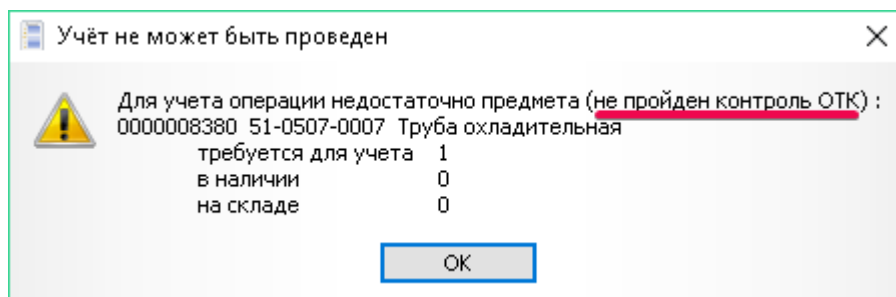 Учёт не может быть проведен
Для учета операции недостаточно предмета (не пройден контроль ОТК) :
0000008380 51-0507-0007 Труба охладительная
требуется для учета 1
в наличии 0
на складе 0
OK